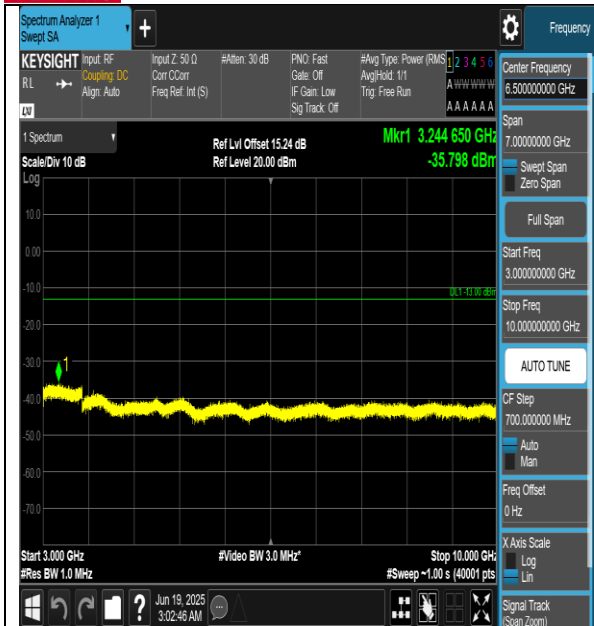 Spectrum Analyzer 1
Swept SA
+
Frequency
KEYSIGHT
RL
LXI
Input: RF
Coupling: DC
Align: Auto
Input Z: 50 Ω
Corr CCorr
Freq Ref: Int (S)
#Atten: 30 dB
PNO: Fast
Gate: Off
IF Gain: Low
Sig Track: Off
#Avg Type: Power (RMS
Avg|Hold: 1/1
Trig: Free Run
1 2 3 4 5 6
A W W W W W
A A A A A A
1 Spectrum
Scale/Div 10 dB
Log
Ref Lvl Offset 15.24 dB
Ref Level 20.00 dBm
Mkr1 3.244 650 GHz
-35.798 dBm
10.0
0.00
-10.0
DL1 -13.00 dBm
-20.0
-30.0
1
-40.0
-50.0
-60.0
-70.0
Start 3.000 GHz
#Video BW 3.0 MHz*
Stop 10.000 GHz
#Res BW 1.0 MHz
#Sweep ~1.00 s (40001 pts
Center Frequency
6.500000000 GHz
Span
7.00000000 GHz
Swept Span
Zero Span
Full Span
Start Freq
3.000000000 GHz
Stop Freq
10.000000000 GHz
AUTO TUNE
CF Step
700.000000 MHz
Auto
Man
Freq Offset
0 Hz
X Axis Scale
Log
Lin
Signal Track
(Span Zoom)
?
Jun 19, 2025
3:02:46 AM